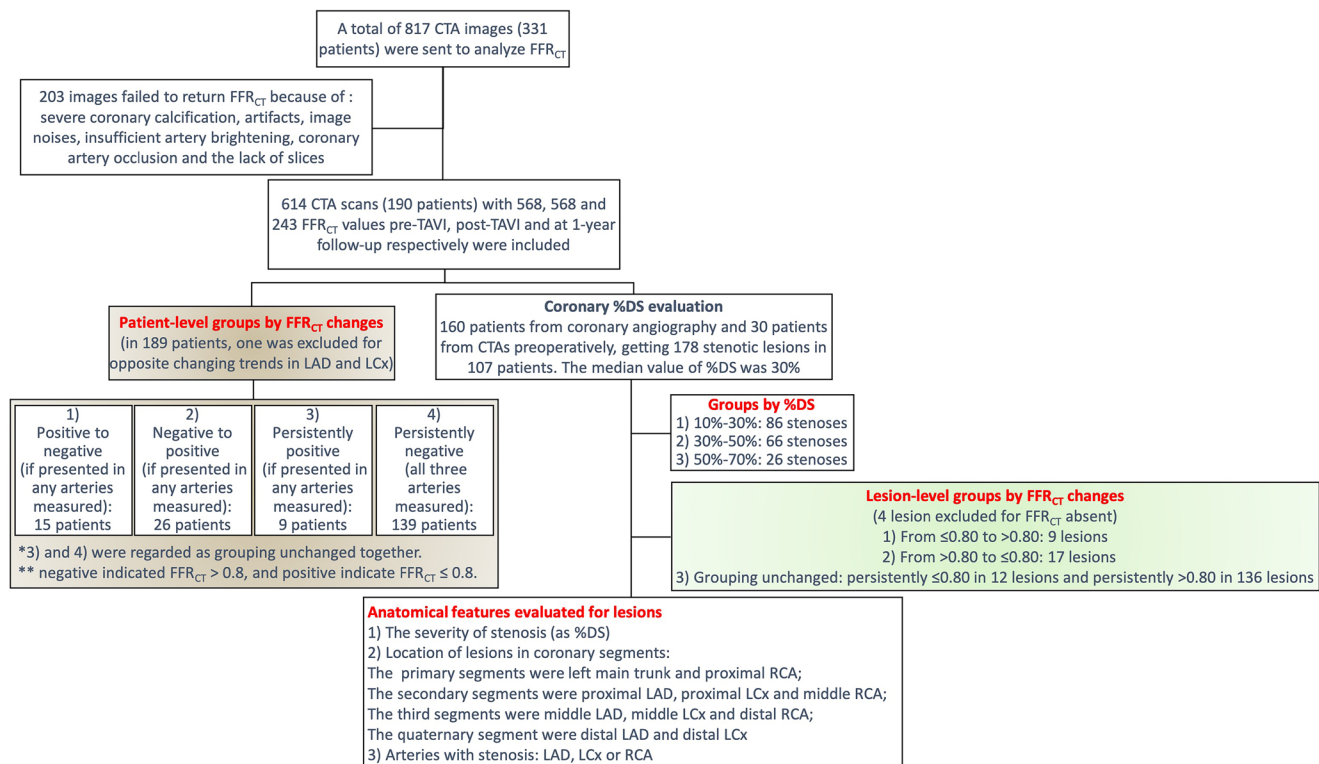 A total of 817 CTA images (331
patients) were sent to analyze FFRCT
203 images failed to return FFRCT because of :
severe coronary calcification, artifacts, image
noises, insufficient artery brightening, coronary
artery occlusion and the lack of slices
614 CTA scans (190 patients) with 568, 568 and
243 FFRCT values pre-TAVI, post-TAVI and at 1-year
follow-up respectively were included
Patient-level groups by FFRCT changes
(in 189 patients, one was excluded for
opposite changing trends in LAD and LCx)
1)
Positive to
negative
(if presented in
any arteries
measured):
15 patients
2)
Negative to
positive
(if presented in
any arteries
measured):
26 patients
3)
Persistently
positive
(if presented in
any arteries
measured):
9 patients
4)
Persistently
negative
(all three
arteries
measured):
139 patients
*3) and 4) were regarded as grouping unchanged together.
** negative indicated FFRCT > 0.8, and positive indicate FFRCT ≤ 0.8.
Coronary %DS evaluation
160 patients from coronary angiography and 30 patients
from CTAs preoperatively, getting 178 stenotic lesions in
107 patients. The median value of %DS was 30%
Groups by %DS
1) 10%-30%: 86 stenoses
2) 30%-50%: 66 stenoses
3) 50%-70%: 26 stenoses
Lesion-level groups by FFRCT changes
(4 lesion excluded for FFRCT absent)
1) From ≤0.80 to >0.80: 9 lesions
2) From >0.80 to ≤0.80: 17 lesions
3) Grouping unchanged: persistently ≤0.80 in 12 lesions and persistently >0.80 in 136 lesions
Anatomical features evaluated for lesions
1) The severity of stenosis (as %DS)
2) Location of lesions in coronary segments:
The primary segments were left main trunk and proximal RCA;
The secondary segments were proximal LAD, proximal LCx and middle RCA;
The third segments were middle LAD, middle LCx and distal RCA;
The quaternary segment were distal LAD and distal LCx
3) Arteries with stenosis: LAD, LCx or RCA